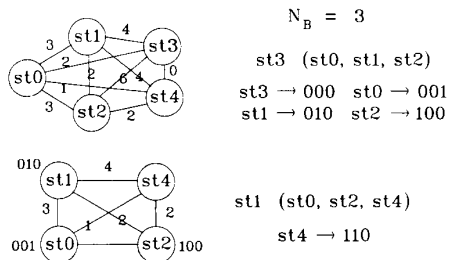 N_B = 3
st1
4
st3
3
2
st3 (st0, st1, st2)
st0
2
6
4
0
1
st3 → 000 st0 → 001
st4
3
st2
2
st1 → 010 st2 → 100
010
st1
4
st4
st1 (st0, st2, st4)
3
1
2
st4 → 110
001
st0
st2
100